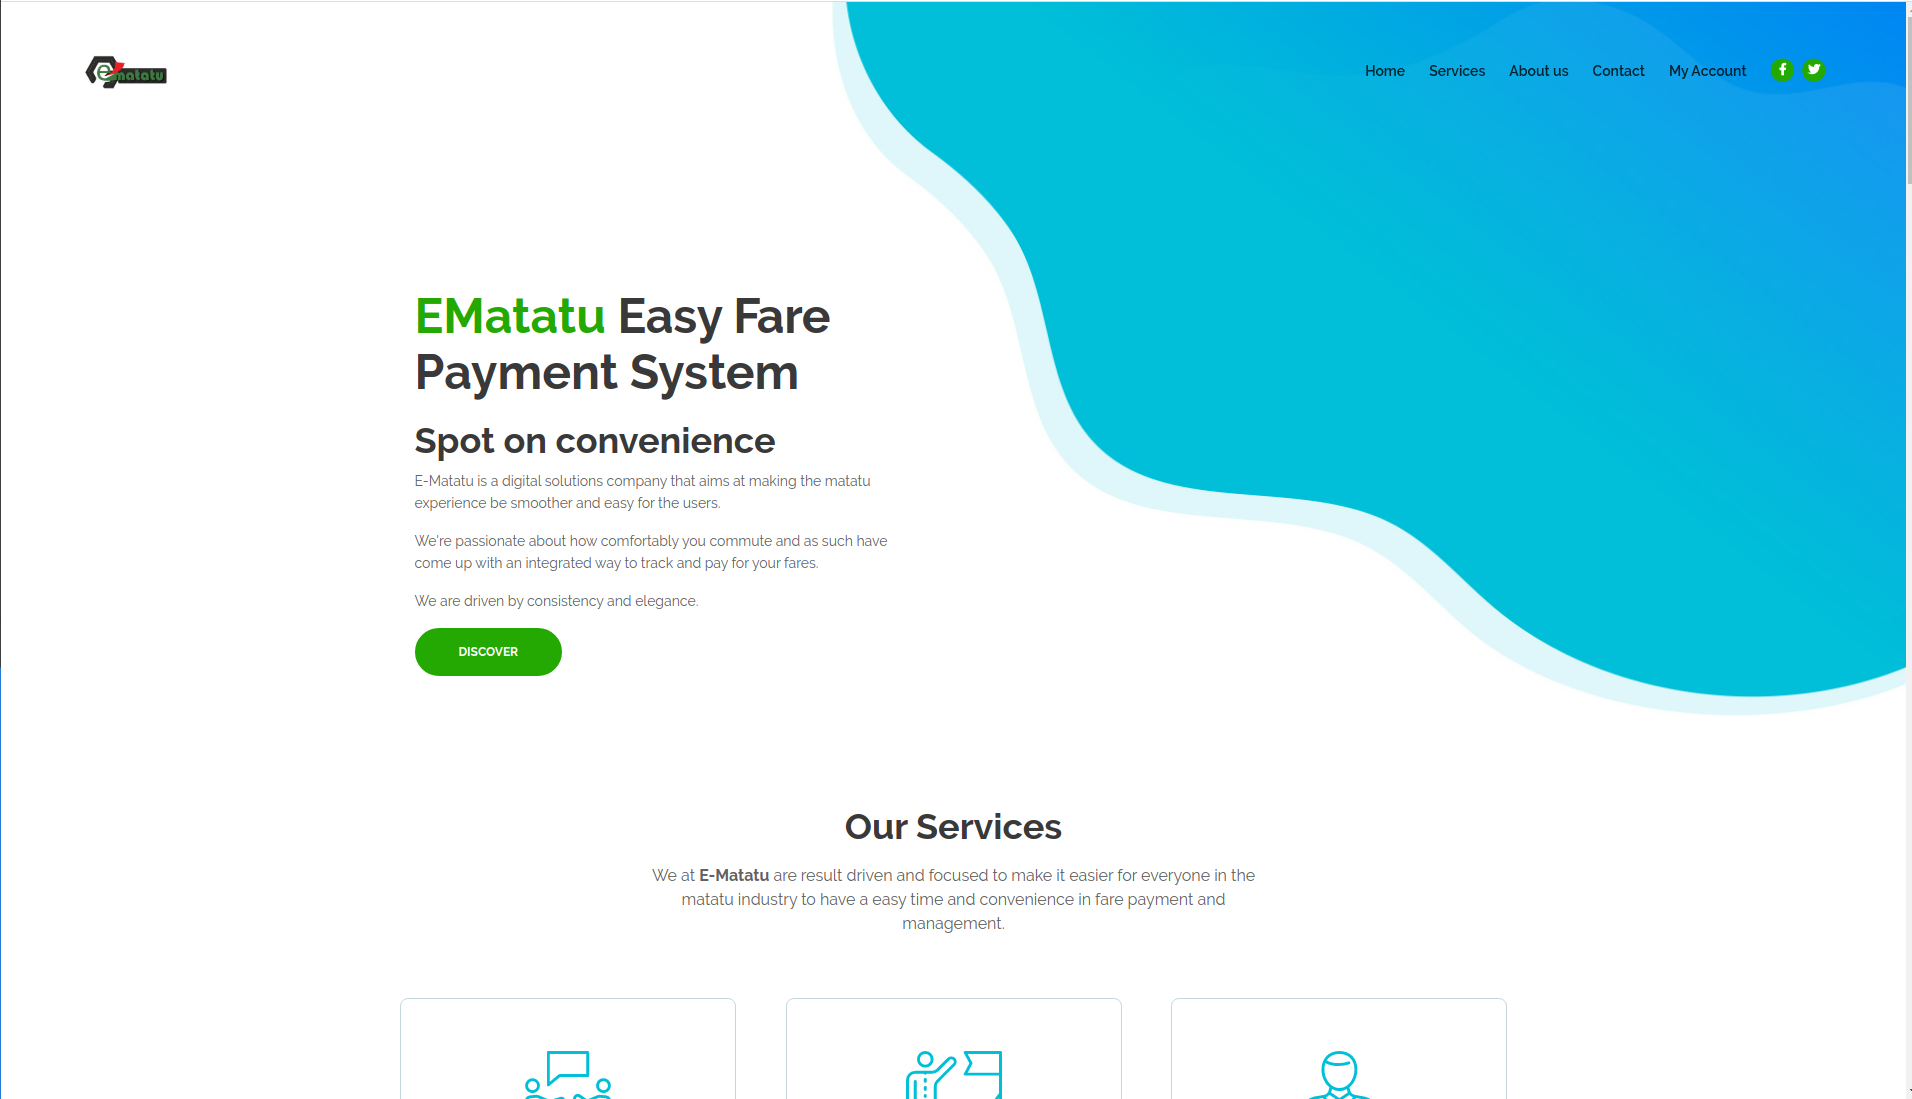 ematatu
Home Services About us Contact My Account
EMatatu Easy Fare
Payment System
Spot on convenience
E-Matatu is a digital solutions company that aims at making the matatu
experience be smoother and easy for the users.
We're passionate about how comfortably you commute and as such have
come up with an integrated way to track and pay for your fares.
We are driven by consistency and elegance.
DISCOVER
Our Services
We at E-Matatu are result driven and focused to make it easier for everyone in the
matatu industry to have a easy time and convenience in fare payment and
management.